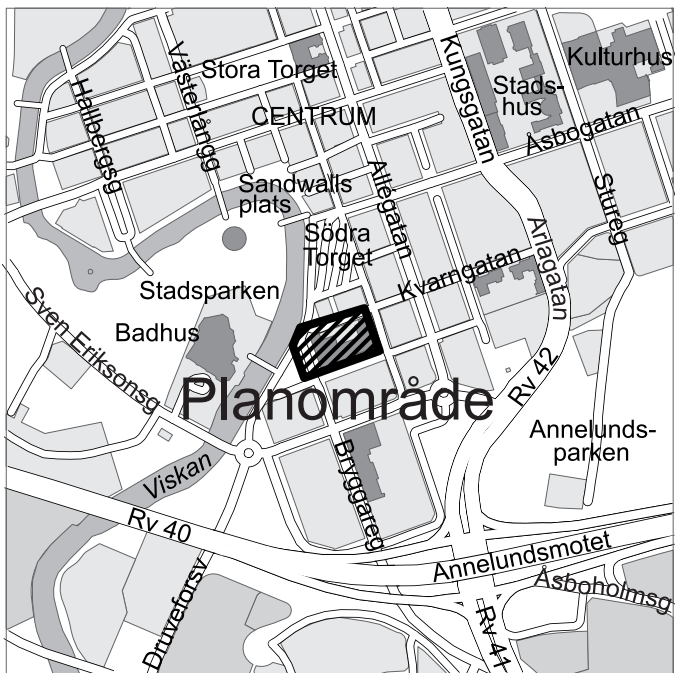 Stora Torget
CENTRUM
Kungsgatan
Stads-
hus
Kulturhus
Hallbergsg
Västerlångg
Åsbogatan
Sandwalls
plats
Allégatan
Södra
Torget
Stureg
Arlagatan
Kvarngatan
Stadsparken
Sven Eriksonsg
Badhus
Planområde
Rv 42
Annelunds-
parken
Viskan
Bryggareg
Rv 40
Annelundsmotet
Åsboholmsg
Druveforsv
Rv 41